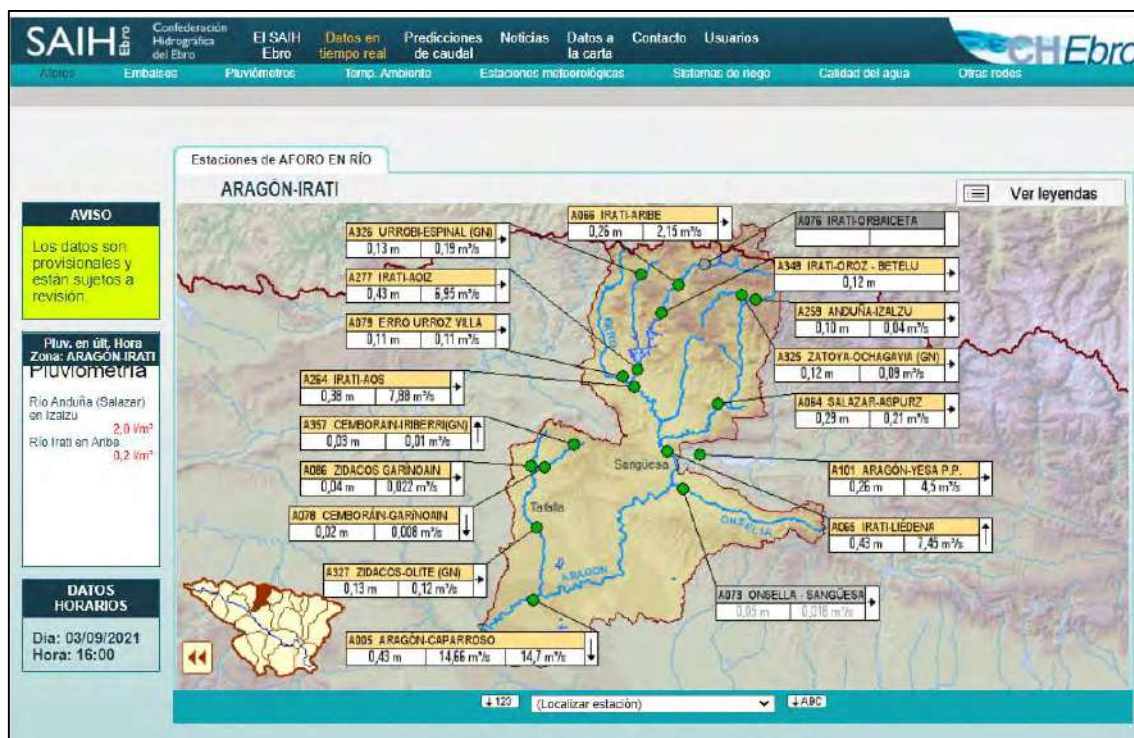 SAIH Ebro
Confederación
Hidrográfica
del Ebro
El SAIH
Ebro
Datos en
tiempo real
Predicciones
de caudal
Noticias
Datos a
la carta
Contacto
Usuarios
CHEbro
Aforos
Embalses
Pluviómetros
Temp. Ambiente
Estaciones meteorológicas
Sistemas de riego
Calidad del agua
Otras redes
Estaciones de AFORO EN RÍO
ARAGÓN-IRATI
Ver leyendas
AVISO
Los datos son
provisionales y
están sujetos a
revisión.
Pluv. en últ. Hora
Zona: ARAGÓN-IRATI
Pluviometría
Río Anduña (Salazar)
en Izalzu
2,0 l/m²
Río Irati en Aribe
0,2 l/m²
DATOS
HORARIOS
Día: 03/09/2021
Hora: 16:00
A066 IRATI-ARIBE
0,26 m 2,15 m³/s
A076 IRATI-ORBAICETA
A326 URROBI-ESPINAL (GN)
0,13 m 0,19 m³/s
A277 IRATI-AOIZ
0,43 m 6,95 m³/s
A079 ERRO URROZ VILLA
0,11 m 0,11 m³/s
A264 IRATI-AOS
0,38 m 7,88 m³/s
A357 CEMBORAIN-IRIBERRI(GN)
0,03 m 0,01 m³/s
A086 ZIDACOS GARÍNOAIN
0,04 m 0,022 m³/s
A078 CEMBORÁIN-GARÍNOAIN
0,02 m 0,008 m³/s
A327 ZIDACOS-OLITE (GN)
0,13 m 0,12 m³/s
A005 ARAGÓN-CAPARROSO
0,43 m 14,66 m³/s 14,7 m³/s
A348 IRATI-OROZ - BETELU
0,12 m
A259 ANDUÑA-IZALZU
0,10 m 0,04 m³/s
A325 ZATOYA-OCHAGAVIA (GN)
0,12 m 0,09 m³/s
A064 SALAZAR-ASPURZ
0,29 m 0,21 m³/s
A101 ARAGÓN-YESA P.P.
0,26 m 4,5 m³/s
A065 IRATI-LIÉDENA
0,43 m 7,45 m³/s
A073 ONSELLA - SANGÜESA
0,05 m 0,018 m³/s
ERRO
Sangüesa
Tafalla
ONSELLA
ARAGON
↓123
(Localizar estación)
↓ABC